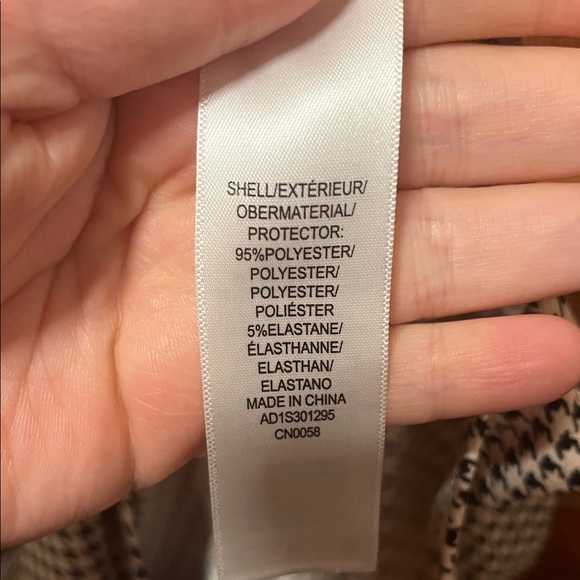 SHELL/EXTÉRIEUR/
OBERMATERIAL/
PROTECTOR:
95%POLYESTER/
POLYESTER/
POLYESTER/
POLIÉSTER
5%ELASTANE/
ÉLASTHANNE/
ELASTHAN/
ELASTANO
MADE IN CHINA
AD1S301295
CN0058